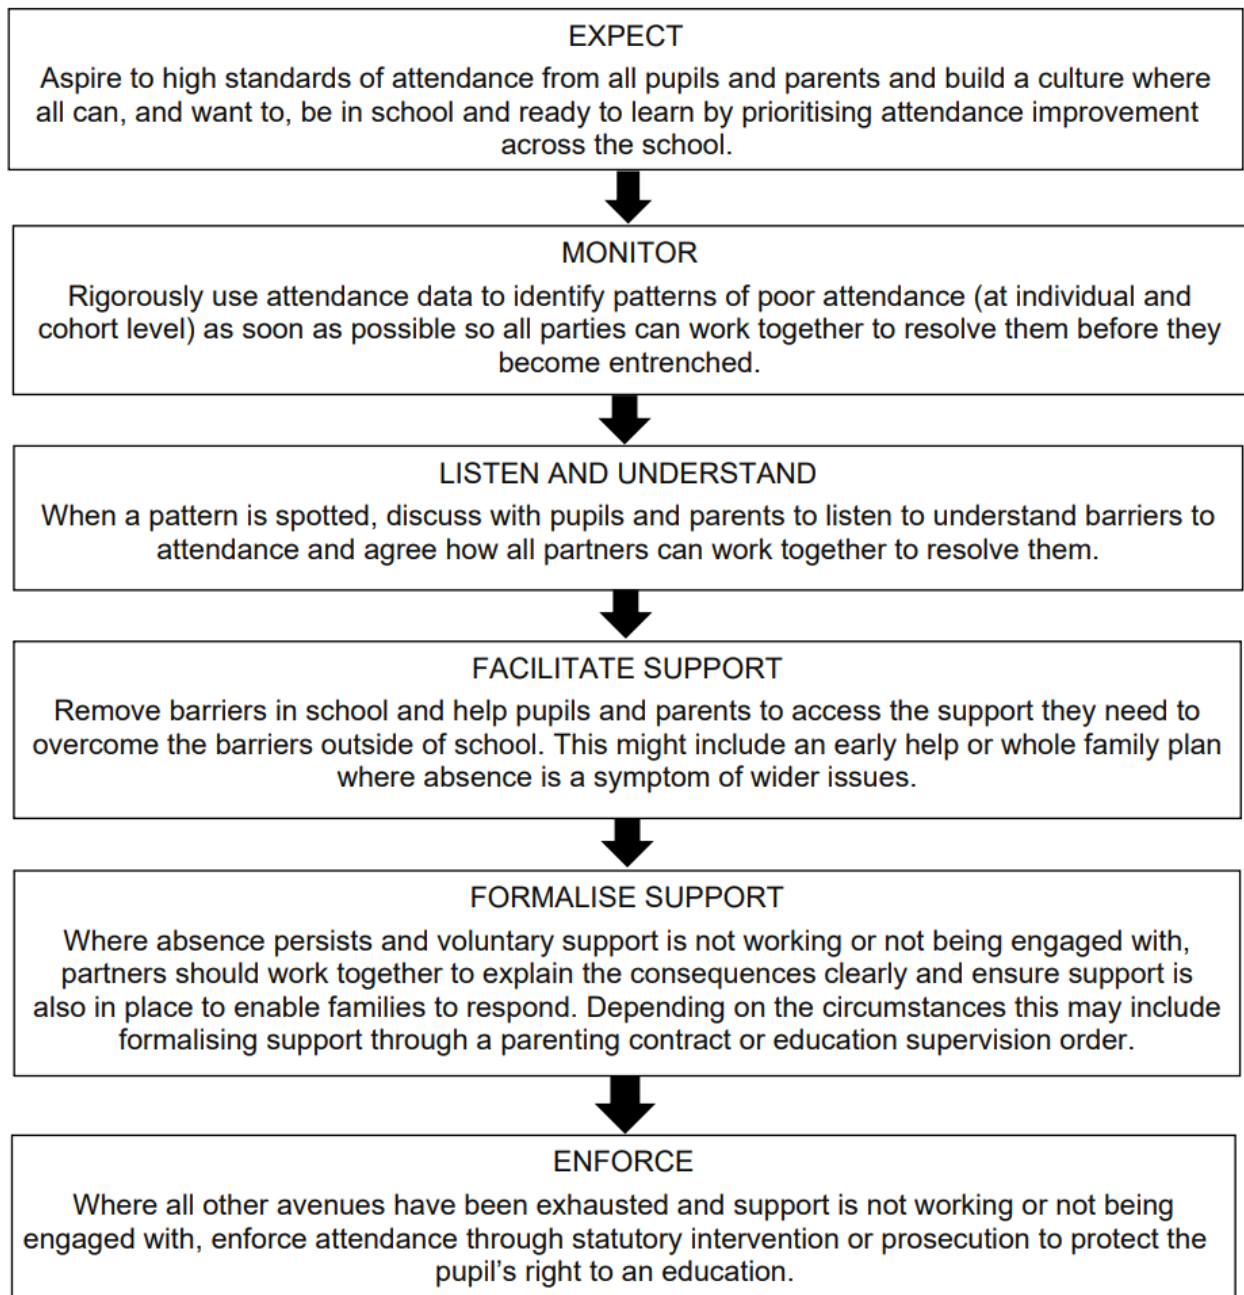 EXPECT
Aspire to high standards of attendance from all pupils and parents and build a culture where
all can, and want to, be in school and ready to learn by prioritising attendance improvement
across the school.
MONITOR
Rigorously use attendance data to identify patterns of poor attendance (at individual and
cohort level) as soon as possible so all parties can work together to resolve them before they
become entrenched.
LISTEN AND UNDERSTAND
When a pattern is spotted, discuss with pupils and parents to listen to understand barriers to
attendance and agree how all partners can work together to resolve them.
FACILITATE SUPPORT
Remove barriers in school and help pupils and parents to access the support they need to
overcome the barriers outside of school. This might include an early help or whole family plan
where absence is a symptom of wider issues.
FORMALISE SUPPORT
Where absence persists and voluntary support is not working or not being engaged with,
partners should work together to explain the consequences clearly and ensure support is
also in place to enable families to respond. Depending on the circumstances this may include
formalising support through a parenting contract or education supervision order.
ENFORCE
Where all other avenues have been exhausted and support is not working or not being
engaged with, enforce attendance through statutory intervention or prosecution to protect the
pupil's right to an education.